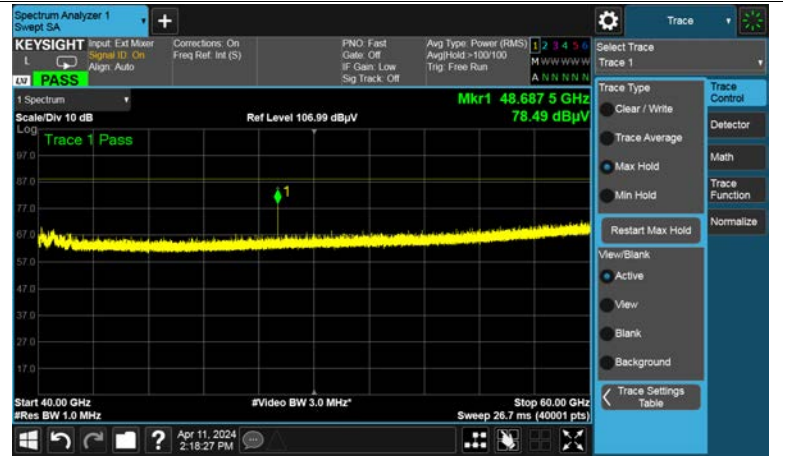 Spectrum Analyzer 1
Swept SA
Trace
KEYSIGHT
L
LXI PASS
Input: Ext Mixer
Signal ID: On
Align: Auto
Corrections: On
Freq Ref: Int (S)
PNO: Fast
Gate: Off
IF Gain: Low
Sig Track: Off
Avg Type: Power (RMS)
Avg|Hold:>100/100
Trig: Free Run
1 2 3 4 5 6
M W W W W W
A N N N N N
Select Trace
Trace 1
1 Spectrum
Mkr1 48.687 5 GHz
Scale/Div 10 dB
Ref Level 106.99 dBµV
78.49 dBµV
Log
Trace 1 Pass
97.0
87.0
77.0
67.0
57.0
47.0
37.0
27.0
17.0
1
Start 40.00 GHz
#Video BW 3.0 MHz*
Stop 60.00 GHz
#Res BW 1.0 MHz
Sweep 26.7 ms (40001 pts)
Trace Type
Clear / Write
Trace Average
Max Hold
Min Hold
Restart Max Hold
View/Blank
Active
View
Blank
Background
Trace Settings
Table
Trace
Control
Detector
Math
Trace
Function
Normalize
?
Apr 11, 2024
2:18:27 PM